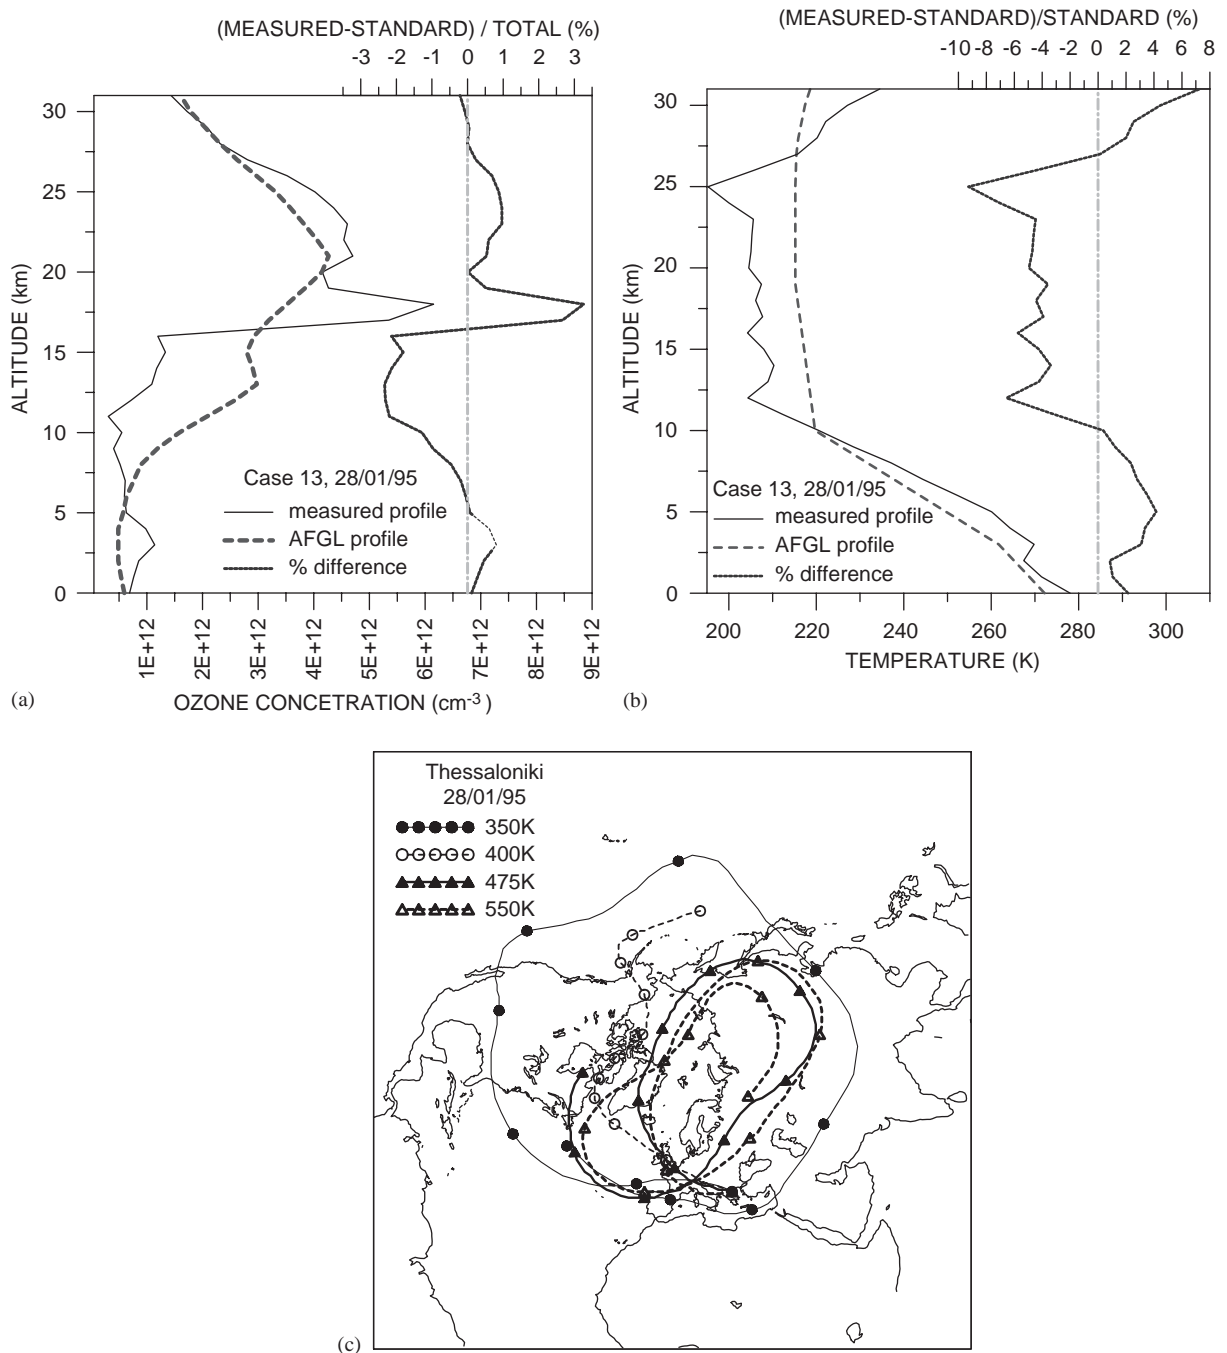 (MEASURED-STANDARD) / TOTAL (%)
-3 -2 -1 0 1 2 3
30
25
20
15
10
5
0
ALTITUDE (km)
Case 13, 28/01/95
measured profile
AFGL profile
% difference
1E+12 2E+12 3E+12 4E+12 5E+12 6E+12 7E+12 8E+12 9E+12
OZONE CONCETRATION (cm-3)
(a)
(MEASURED-STANDARD)/STANDARD (%)
-10 -8 -6 -4 -2 0 2 4 6 8
30
25
20
15
10
5
0
ALTITUDE (km)
Case 13, 28/01/95
measured profile
AFGL profile
% difference
200 220 240 260 280 300
TEMPERATURE (K)
(b)
Thessaloniki
28/01/95
350K
400K
475K
550K
(c)